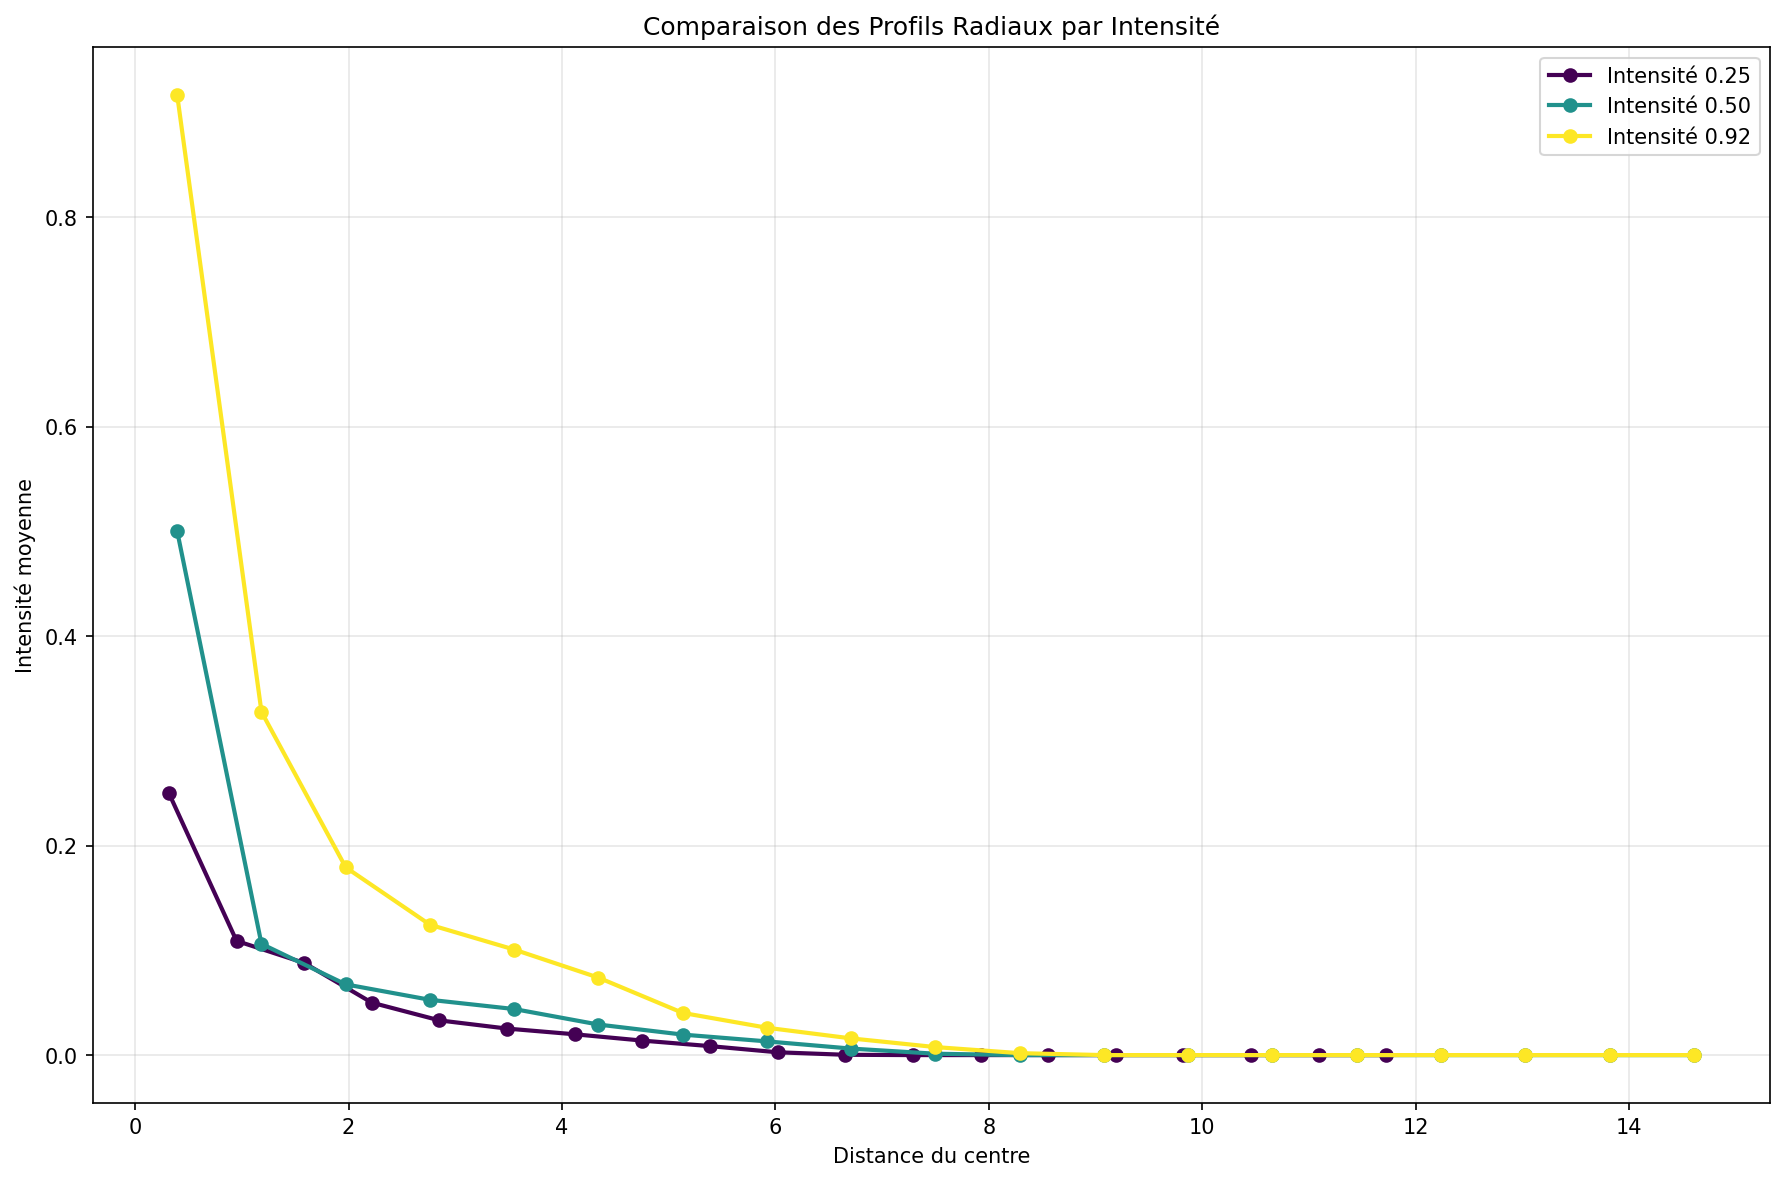 Comparaison des Profils Radiaux par Intensité
Intensité 0.25
Intensité 0.50
Intensité 0.92
Intensité moyenne
0.8
0.6
0.4
0.2
0.0
0 2 4 6 8 10 12 14
Distance du centre